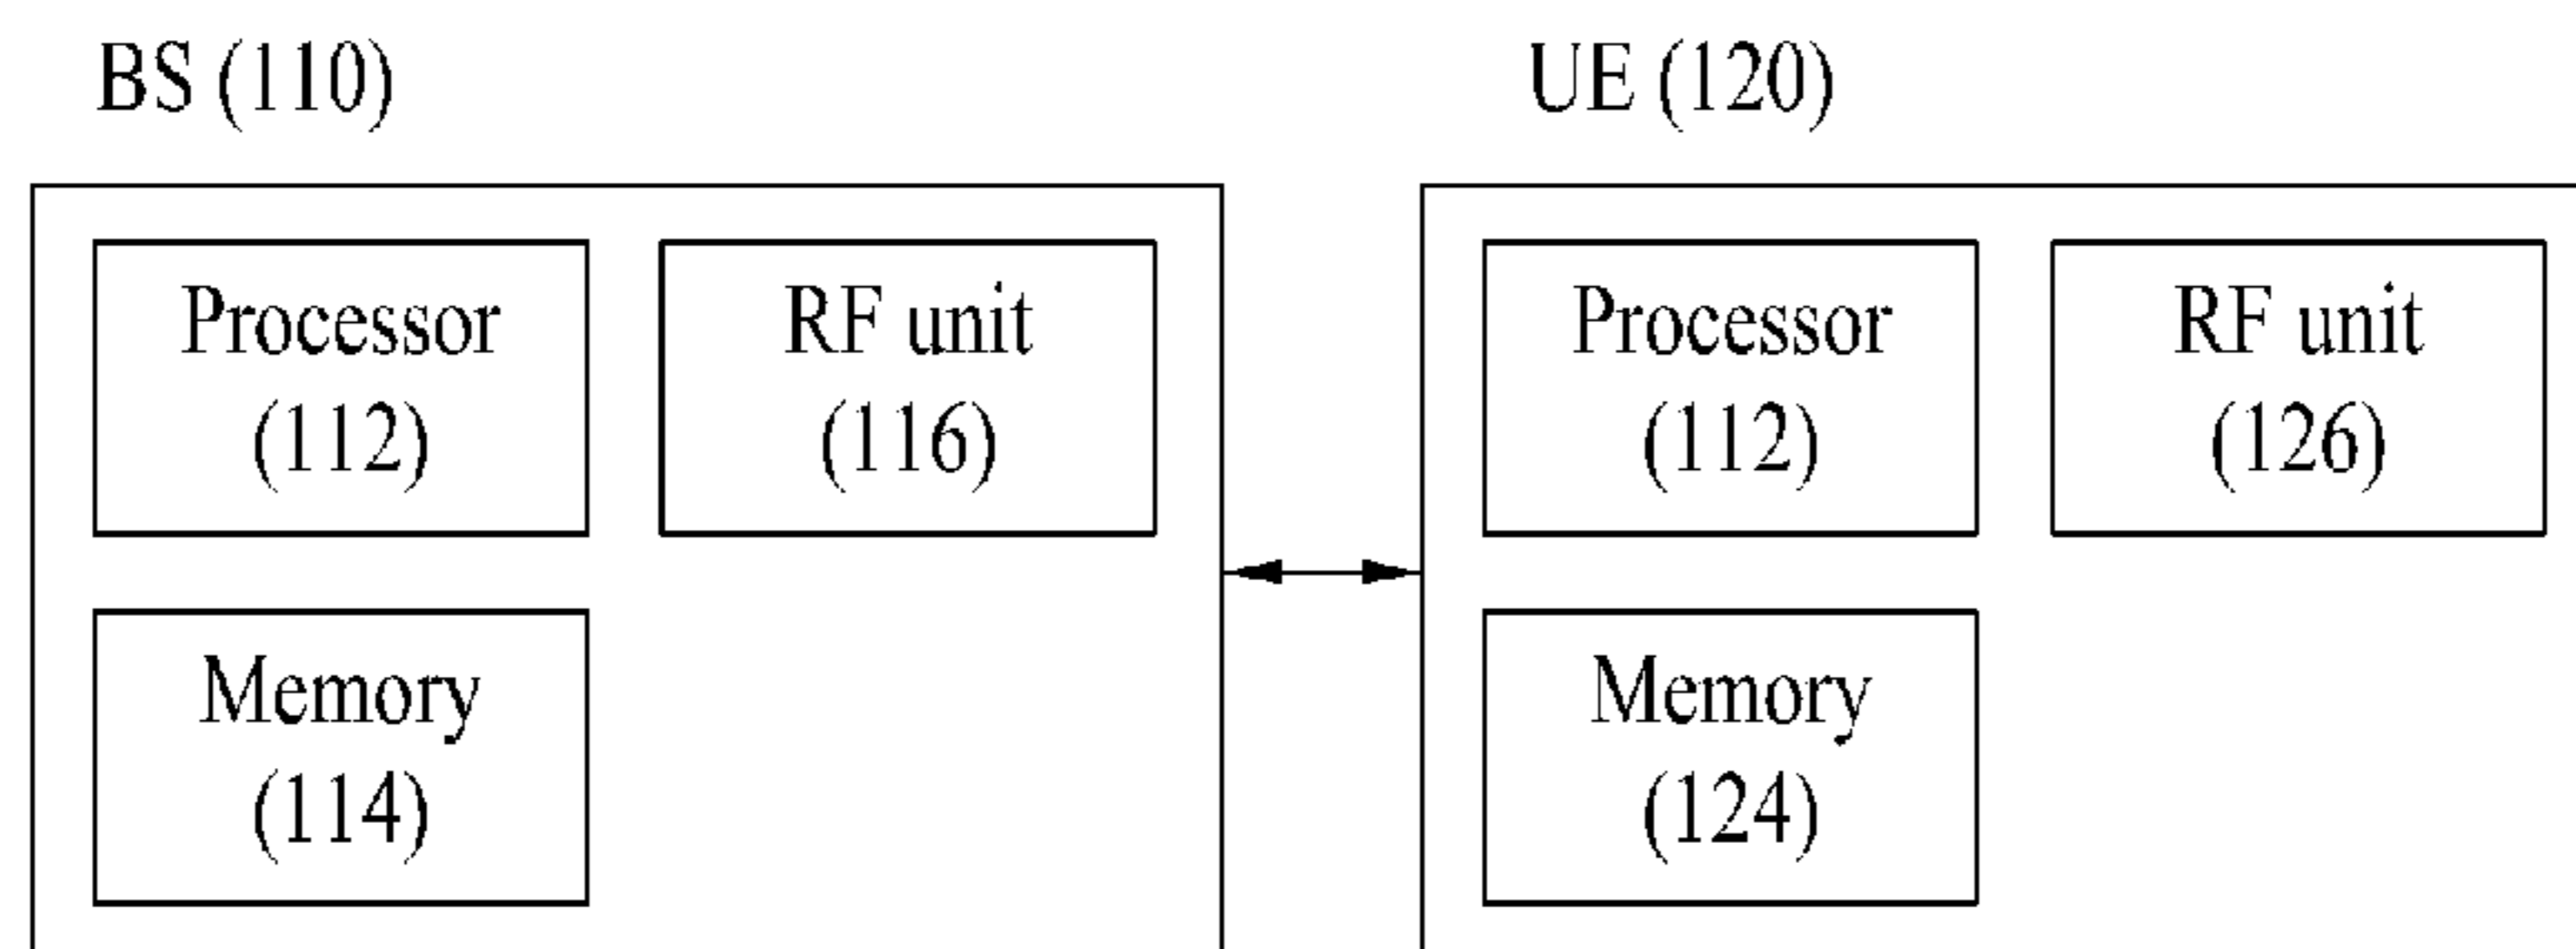 BS (110)
UE (120)
Processor
(112)
RF unit
(116)
Memory
(114)
Processor
(112)
RF unit
(126)
Memory
(124)